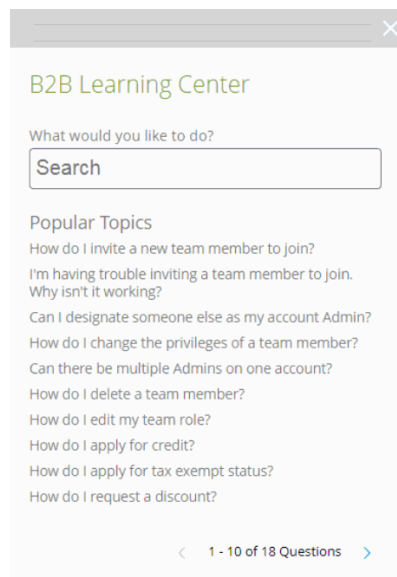 B2B Learning Center
What would you like to do?
Search
Popular Topics
How do I invite a new team member to join?
I'm having trouble inviting a team member to join.
Why isn't it working?
Can I designate someone else as my account Admin?
How do I change the privileges of a team member?
Can there be multiple Admins on one account?
How do I delete a team member?
How do I edit my team role?
How do I apply for credit?
How do I apply for tax exempt status?
How do I request a discount?
1 - 10 of 18 Questions